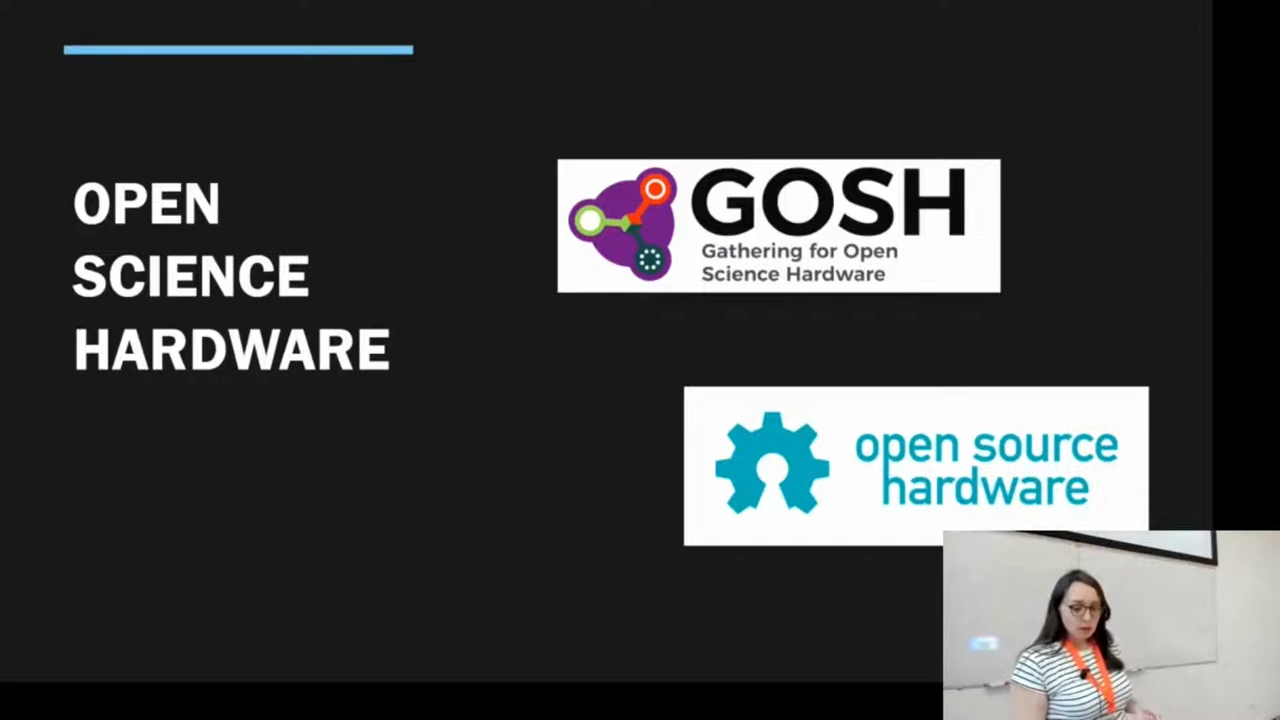 OPEN
SCIENCE
HARDWARE
GOSH
Gathering for Open
Science Hardware
open source
hardware